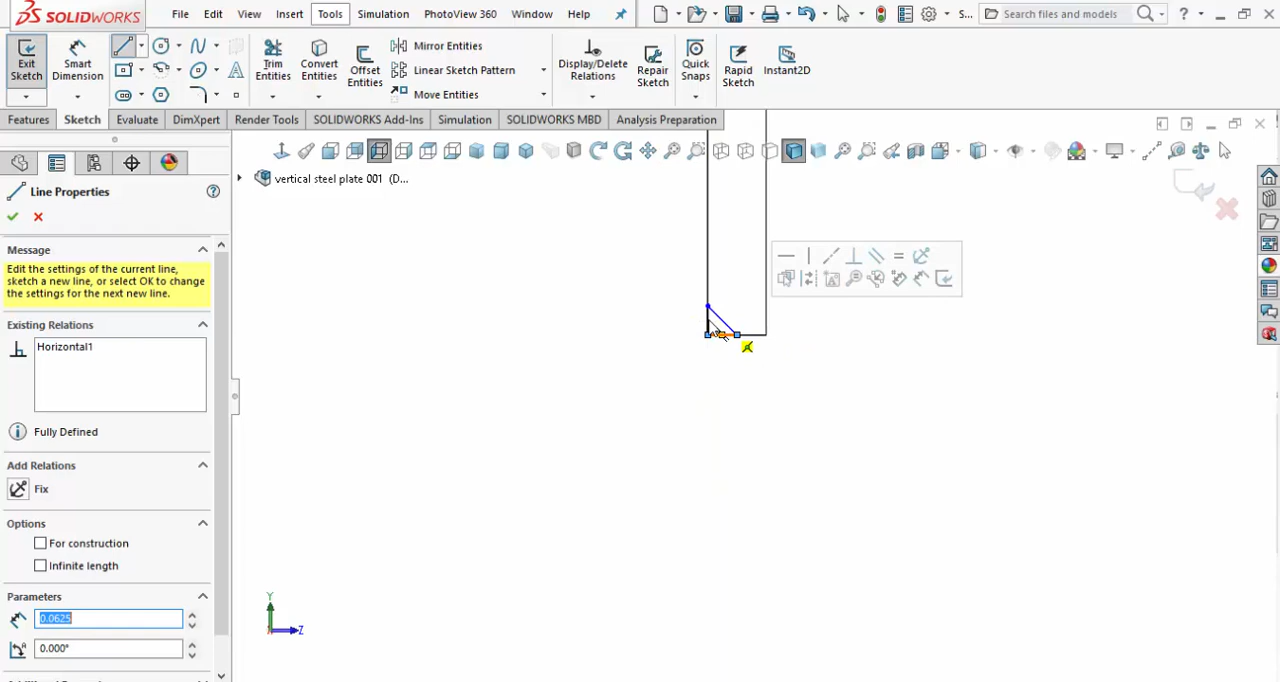 SOLIDWORKS File Edit View Insert Tools Simulation PhotoView 360 Window Help S... Search files and models ?
Exit Sketch
Smart Dimension
Trim Entities
Convert Entities
Offset Entities
Mirror Entities
Linear Sketch Pattern
Move Entities
Display/Delete Relations
Repair Sketch
Quick Snaps
Rapid Sketch
Instant2D
Features Sketch Evaluate DimXpert Render Tools SOLIDWORKS Add-Ins Simulation SOLIDWORKS MBD Analysis Preparation
vertical steel plate 001 (D...
Line Properties
Message
Edit the settings of the current line,
sketch a new line, or select OK to change
the settings for the next new line.
Existing Relations
Horizontal1
Fully Defined
Add Relations
Fix
Options
For construction
Infinite length
Parameters
0.0625
0.000°
Y
Z